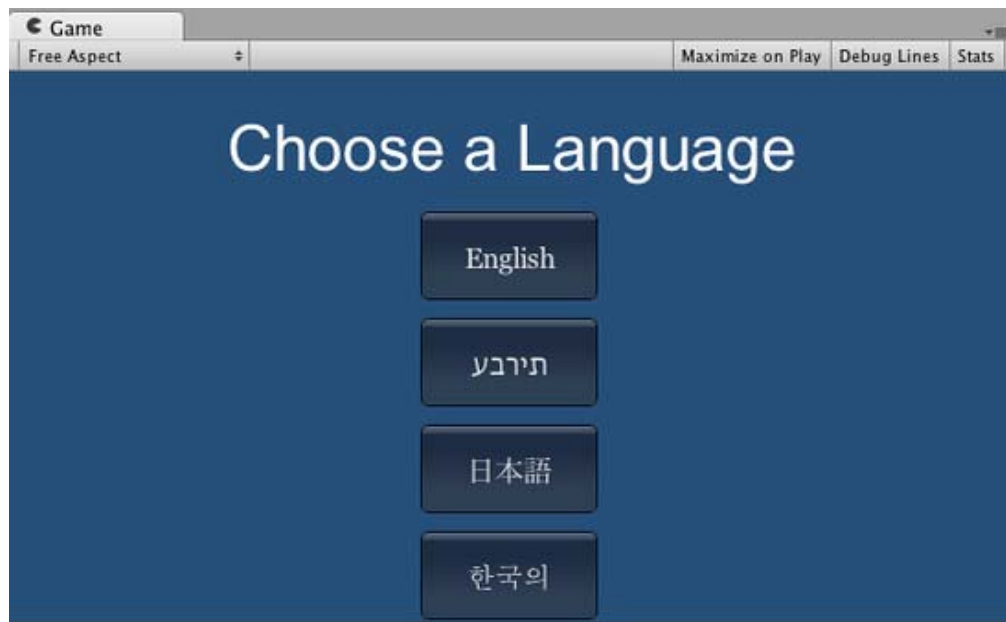 Game
Free Aspect
Maximize on Play Debug Lines Stats
Choose a Language
English
תירבע
日本語
한국의